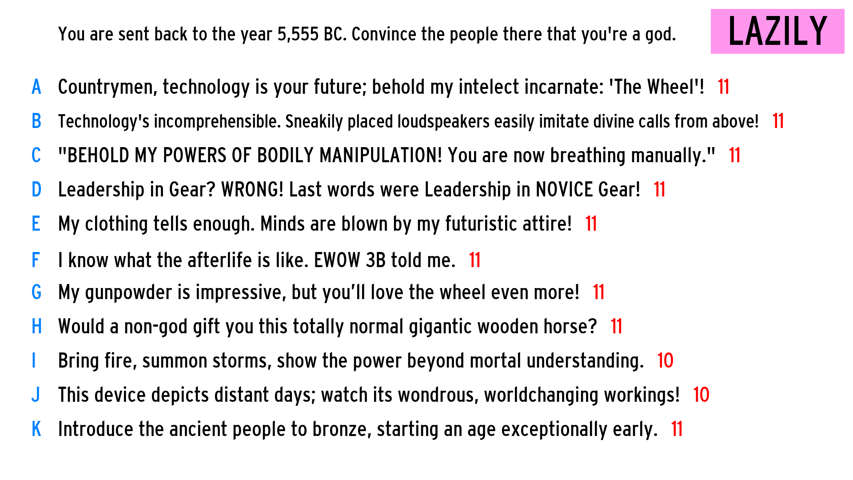 You are sent back to the year 5,555 BC. Convince the people there that you're a god.
LAZILY
A Countrymen, technology is your future; behold my intelect incarnate: 'The Wheel'! 11
B Technology's incomprehensible. Sneakily placed loudspeakers easily imitate divine calls from above! 11
C "BEHOLD MY POWERS OF BODILY MANIPULATION! You are now breathing manually." 11
D Leadership in Gear? WRONG! Last words were Leadership in NOVICE Gear! 11
E My clothing tells enough. Minds are blown by my futuristic attire! 11
F I know what the afterlife is like. EWOW 3B told me. 11
G My gunpowder is impressive, but you’ll love the wheel even more! 11
H Would a non-god gift you this totally normal gigantic wooden horse? 11
I Bring fire, summon storms, show the power beyond mortal understanding. 10
J This device depicts distant days; watch its wondrous, worldchanging workings! 10
K Introduce the ancient people to bronze, starting an age exceptionally early. 11